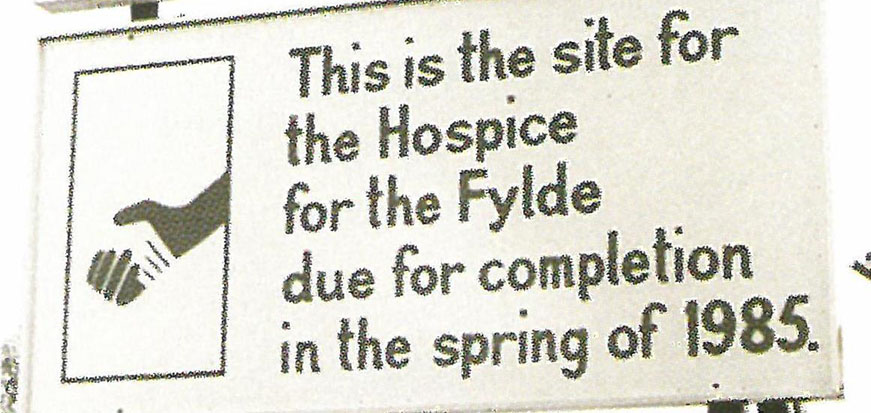 This is the site for
the Hospice
for the Fylde
due for completion
in the spring of 1985.